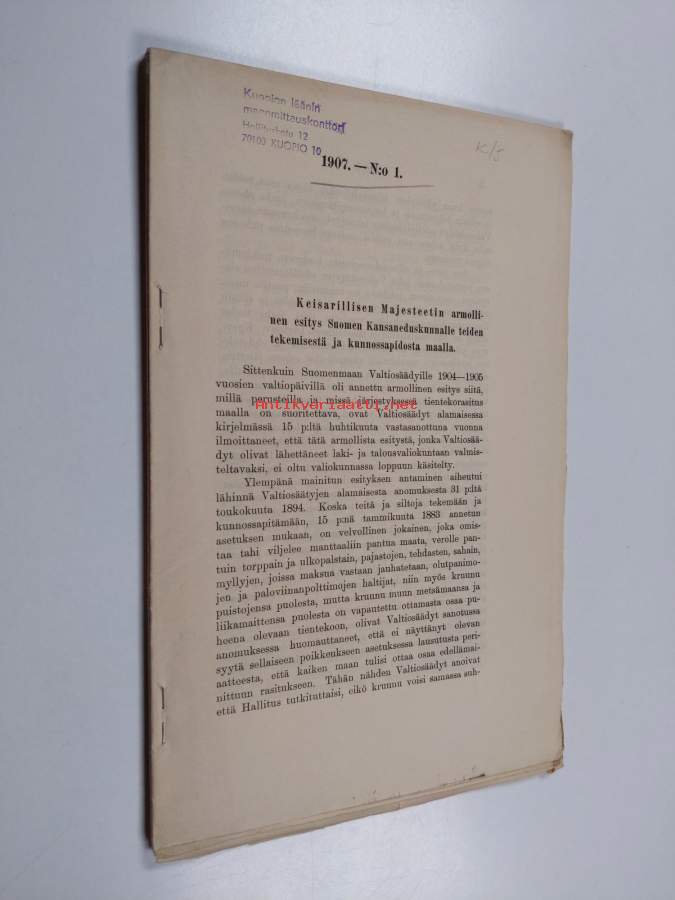 Kuopion läänin
maanmittauskonttori
Hallituskatu 12
70100 KUOPIO 10
K/5
1907. — N:o 1.
Keisarillisen Majesteetin armolli-
nen esitys Suomen Kansaneduskunnalle teiden
tekemisestä ja kunnossapidosta maalla.
Sittenkuin Suomenmaan Valtiosäädyille 1904—1905
vuosien valtiopäivillä oli annettu armollinen esitys siitä,
millä perusteilla ja missä järjestyksessä tientekorasitus
Antikvariaatti.net
maalla on suoritettava, ovat Valtiosäädyt alamaisessa
kirjelmässä 15 p:ltä huhtikuuta vastasanottuna vuonna
ilmoittaneet, että tätä armollista esitystä, jonka Valtiosää-
dyt olivat lähettäneet laki- ja talousvaliokuntaan valmis-
teltavaksi, ei oltu valiokunnassa loppuun käsitelty.
Ylempänä mainitun esityksen antaminen aiheutui
lähinnä Valtiosäätyjen alamaisesta anomuksesta 31 p:ltä
toukokuuta 1894. Koska teitä ja siltoja tekemään ja
kunnossapitämään, 15 p:nä tammikuuta 1883 annetun
asetuksen mukaan, on velvollinen jokainen, joka omis-
taa tahi viljelee manttaaliin pantua maata, verolle pan-
tuin torppain ja ulkopalstain, pajastojen, tehdasten, sahain,
myllyjen, joissa maksua vastaan jauhatetaan, olutpanimo-
jen ja paloviinanpolttimojen haltijat, niin myös kruunu
puistojensa puolesta, mutta kruunu muun metsämaansa ja
liikamaittensa puolesta on vapautettu ottamasta osaa pu-
heena olevaan tientekoon, olivat Valtiosäädyt sanotussa
anomuksessa huomauttaneet, että ei näyttänyt olevan
syytä sellaiseen poikkeukseen asetuksessa lausutusta peri-
aatteesta, että kaiken maan tulisi ottaa osaa edellämai-
nittuun rasitukseen. Tähän nähden Valtiosäädyt anoivat
että Hallitus tutkituttaisi, eikö kruunu voisi samassa suh-